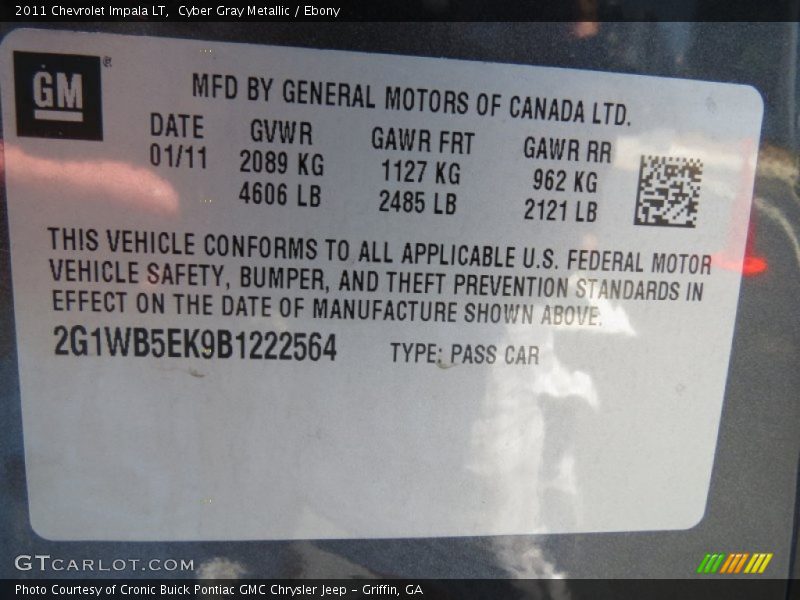 2011 Chevrolet Impala LT, Cyber Gray Metallic / Ebony
GM ®
MFD BY GENERAL MOTORS OF CANADA LTD.
DATE GVWR GAWR FRT GAWR RR
01/11 2089 KG 1127 KG 962 KG
4606 LB 2485 LB 2121 LB
THIS VEHICLE CONFORMS TO ALL APPLICABLE U.S. FEDERAL MOTOR
VEHICLE SAFETY, BUMPER, AND THEFT PREVENTION STANDARDS IN
EFFECT ON THE DATE OF MANUFACTURE SHOWN ABOVE.
2G1WB5EK9B1222564 TYPE: PASS CAR
GTCARLOT.COM
Photo Courtesy of Cronic Buick Pontiac GMC Chrysler Jeep - Griffin, GA